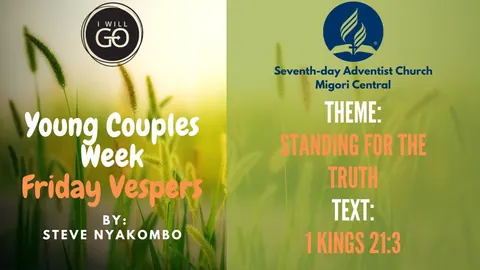 I WILL
GO
Young Couples
Week
Friday Vespers
BY:
STEVE NYAKOMBO
Seventh-day Adventist Church
Migori Central
THEME:
STANDING FOR THE
TRUTH
TEXT:
1 KINGS 21:3